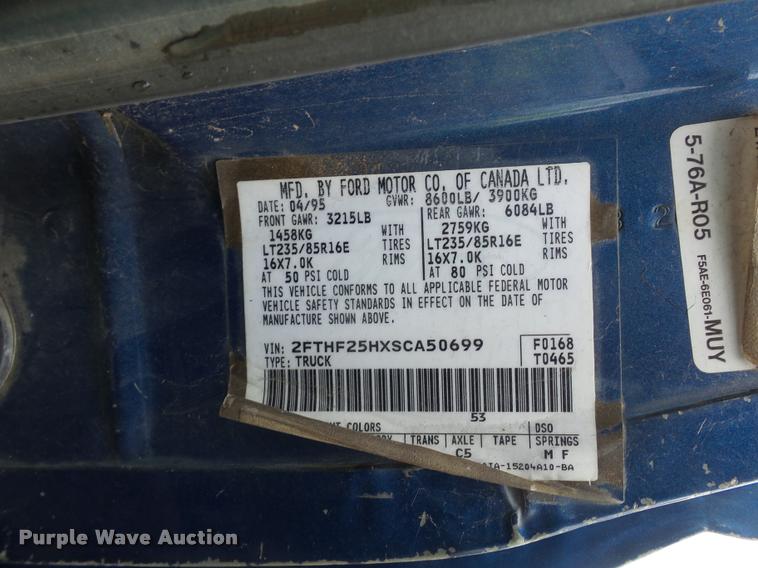 MFD. BY FORD MOTOR CO. OF CANADA LTD.
DATE: 04/95 GVWR: 8600LB/ 3900KG
FRONT GAWR: 3215LB REAR GAWR: 6084LB
1458KG WITH 2759KG WITH
LT235/85R16E TIRES LT235/85R16E TIRES
16X7.0K RIMS 16X7.0K RIMS
AT 50 PSI COLD AT 80 PSI COLD
THIS VEHICLE CONFORMS TO ALL APPLICABLE FEDERAL MOTOR
VEHICLE SAFETY STANDARDS IN EFFECT ON THE DATE OF
MANUFACTURE SHOWN ABOVE.
VIN: 2FTHF25HXSCA50699 F0168
TYPE: TRUCK T0465
53
COLORS DSO
TRANS AXLE TAPE SPRINGS
C5 M F
-15204A10-BA
5-76A-R05
F5AE-6E061-MUY
Purple Wave Auction